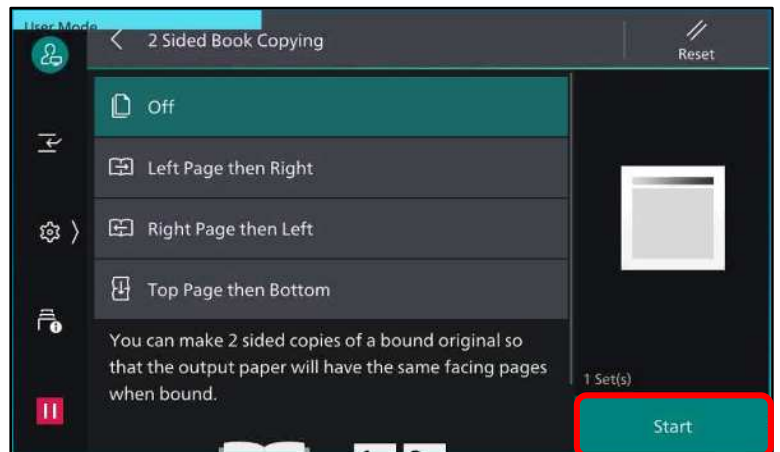 User Mode
2 Sided Book Copying
Reset
Off
Left Page then Right
Right Page then Left
Top Page then Bottom
You can make 2 sided copies of a bound original so
that the output paper will have the same facing pages
when bound.
1 Set(s)
Start